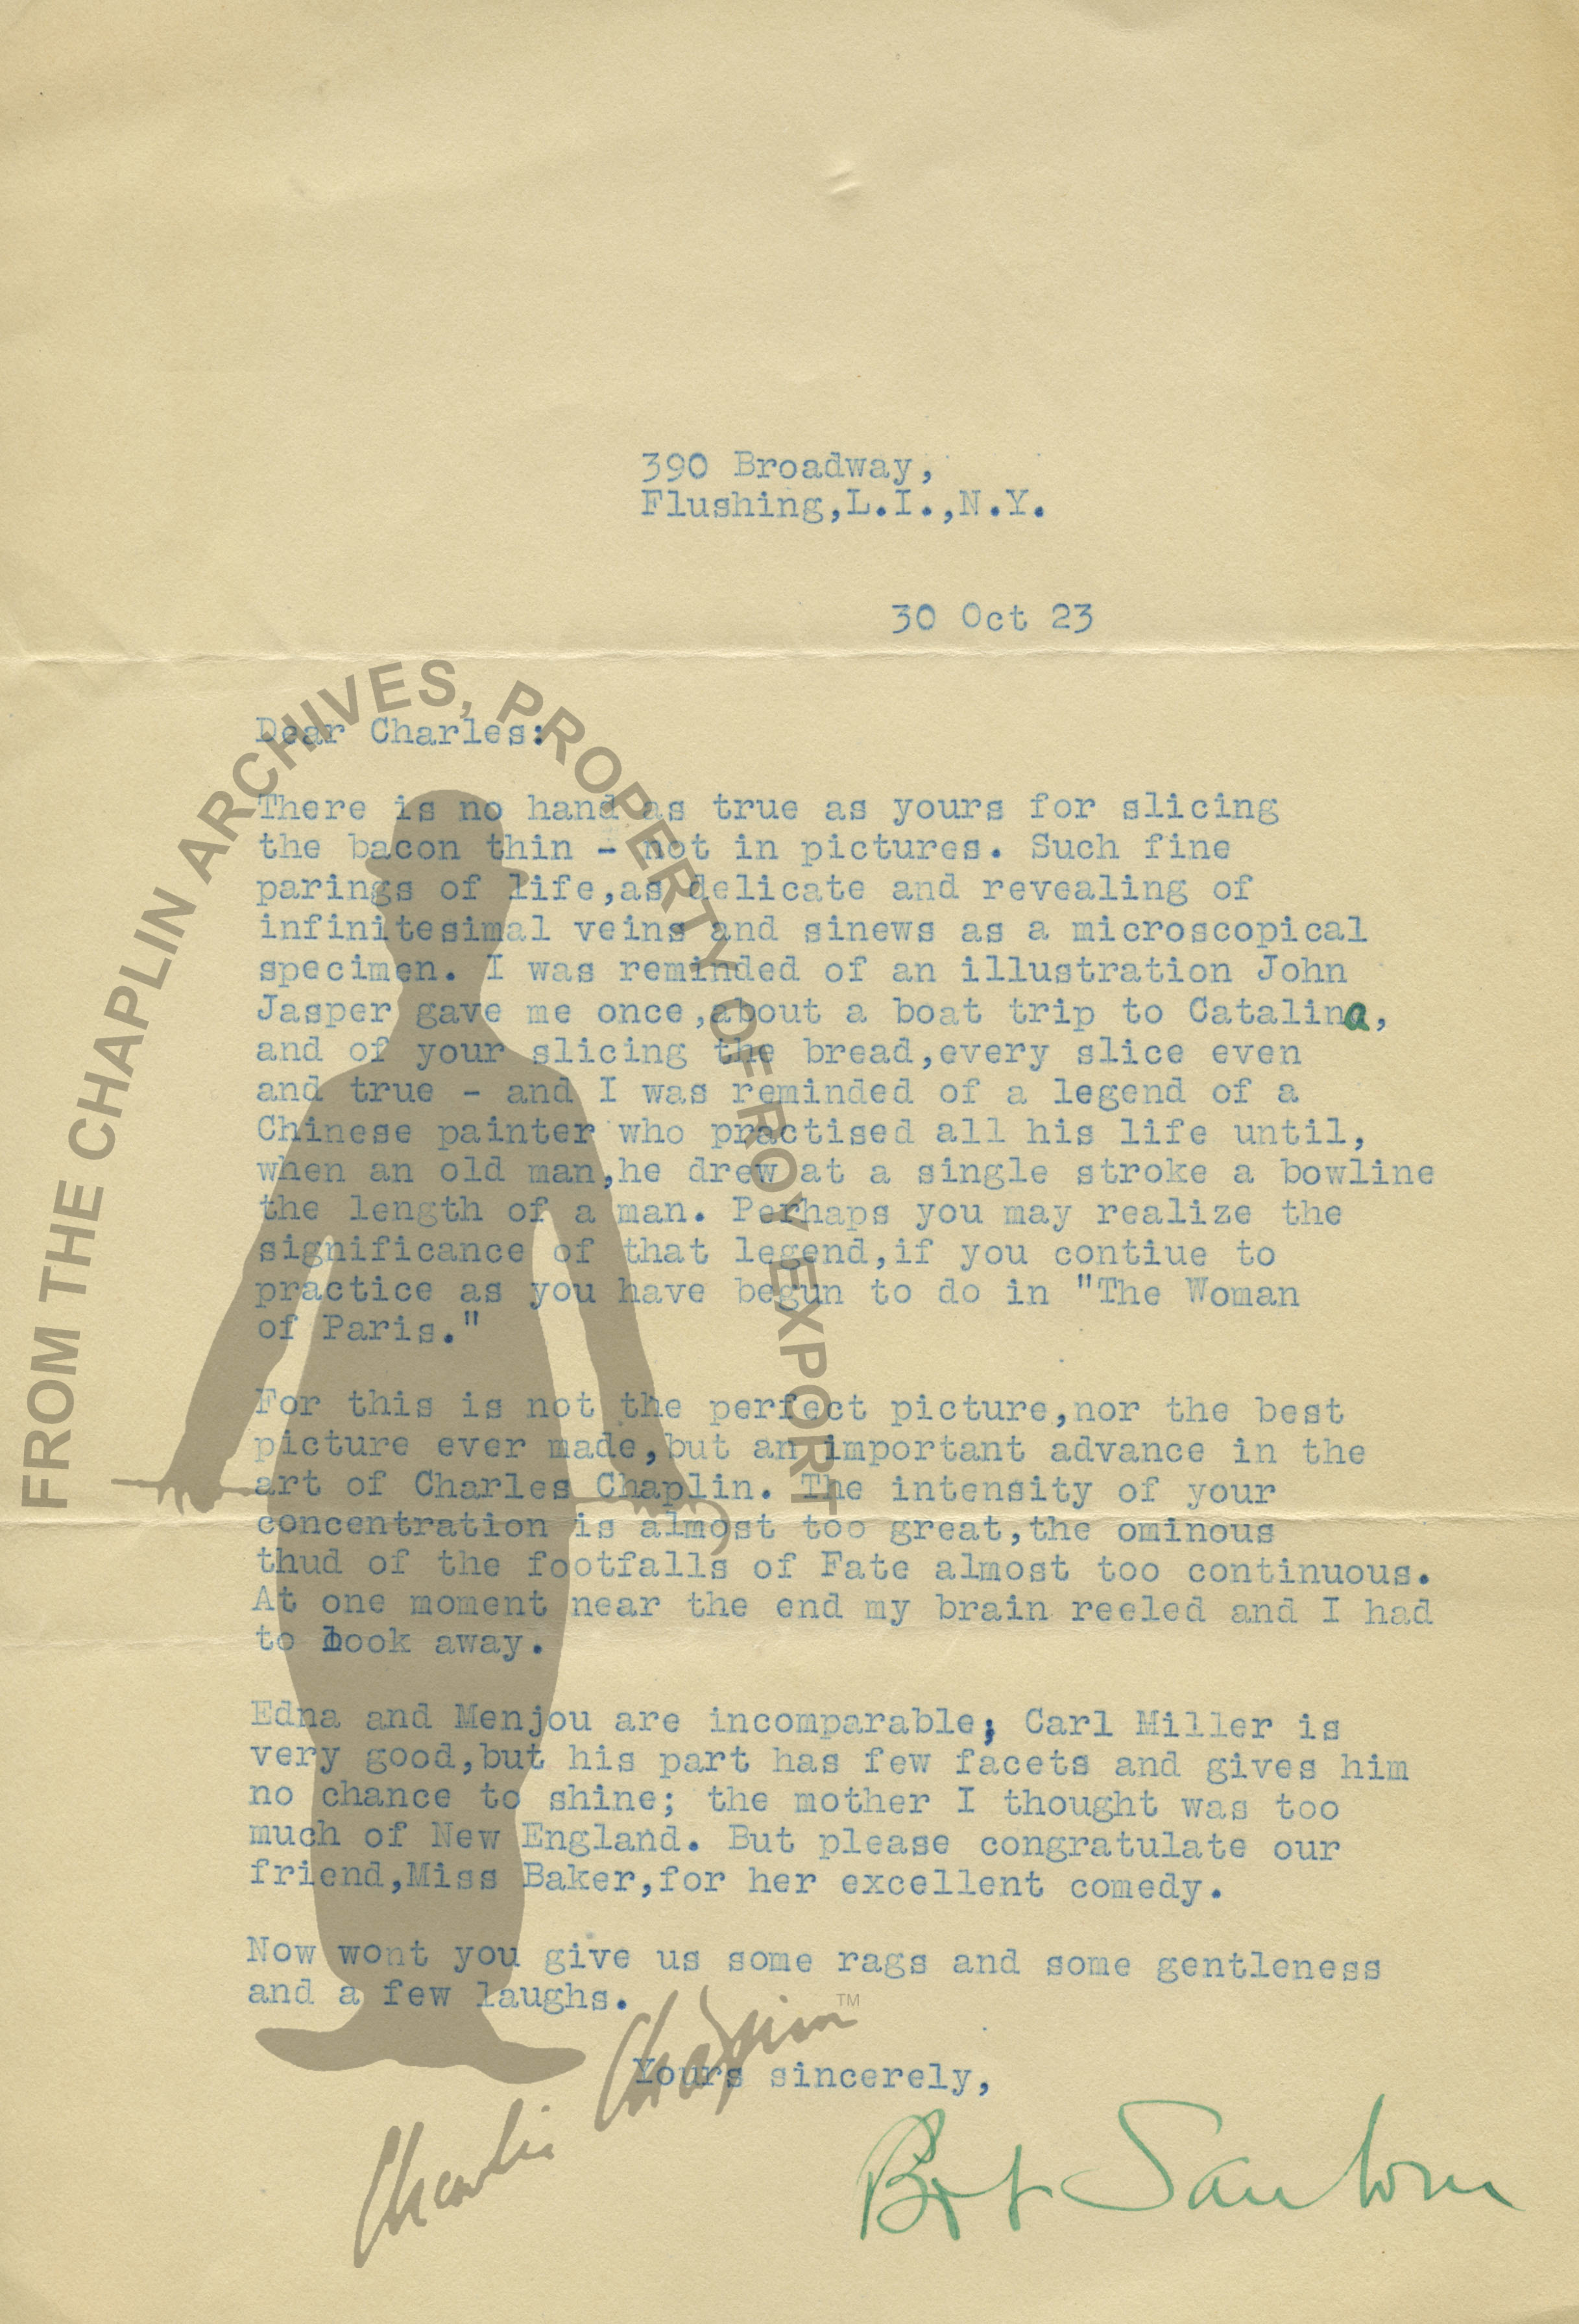 390 Broadway,
Flushing,L.I.,N.Y.
30 Oct 23
Dear Charles:
There is no hand as true as yours for slicing
the bacon thin - not in pictures. Such fine
parings of life,as delicate and revealing of
infinitesimal veins and sinews as a microscopical
specimen. I was reminded of an illustration John
Jasper gave me once,about a boat trip to Catalina,
and of your slicing the bread,every slice even
and true - and I was reminded of a legend of a
Chinese painter who practised all his life until,
when an old man,he drew at a single stroke a bowline
the length of a man. Perhaps you may realize the
significance of that legend,if you contiue to
practice as you have begun to do in "The Woman
of Paris."
For this is not the perfect picture,nor the best
picture ever made,but an important advance in the
art of Charles Chaplin. The intensity of your
concentration is almost too great,the ominous
thud of the footfalls of Fate almost too continuous.
At one moment near the end my brain reeled and I had
to look away.
Edna and Menjou are incomparable; Carl Miller is
very good,but his part has few facets and gives him
no chance to shine; the mother I thought was too
much of New England. But please congratulate our
friend,Miss Baker,for her excellent comedy.
Now wont you give us some rags and some gentleness
and a few laughs.
Yours sincerely,
FROM THE CHAPLIN ARCHIVES, PROPERTY OF ROY EXPORT
Charlie Chaplin TM